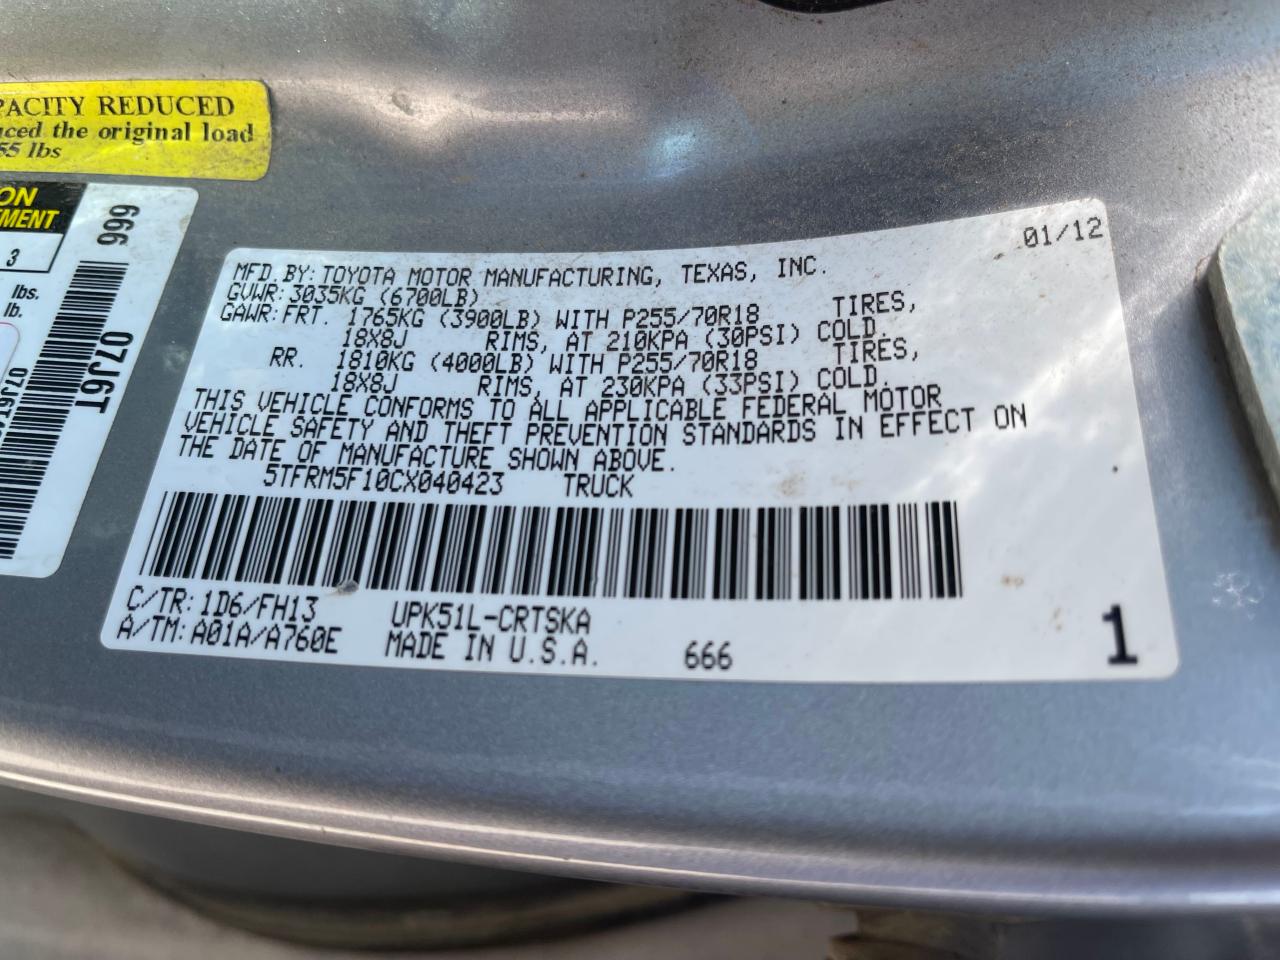 PACITY REDUCED
the original load
55 lbs
ON
MENT
3
lbs.
lb.
666
07J6T
01/12
MFD.BY: TOYOTA MOTOR MANUFACTURING, TEXAS, INC.
GVWR: 3035KG (6700LB)
GAWR: FRT. 1765KG (3900LB) WITH P255/70R18 TIRES,
18X8J RIMS, AT 210KPA (30PSI) COLD.
RR. 1810KG (4000LB) WITH P255/70R18 TIRES,
18X8J RIMS, AT 230KPA (33PSI) COLD.
THIS VEHICLE CONFORMS TO ALL APPLICABLE FEDERAL MOTOR
VEHICLE SAFETY AND THEFT PREVENTION STANDARDS IN EFFECT ON
THE DATE OF MANUFACTURE SHOWN ABOVE.
5TFRM5F10CX040423 TRUCK
C/TR: 1D6/FH13 UPK51L-CRTSKA
A/TM: A01A/A760E MADE IN U.S.A. 666
1